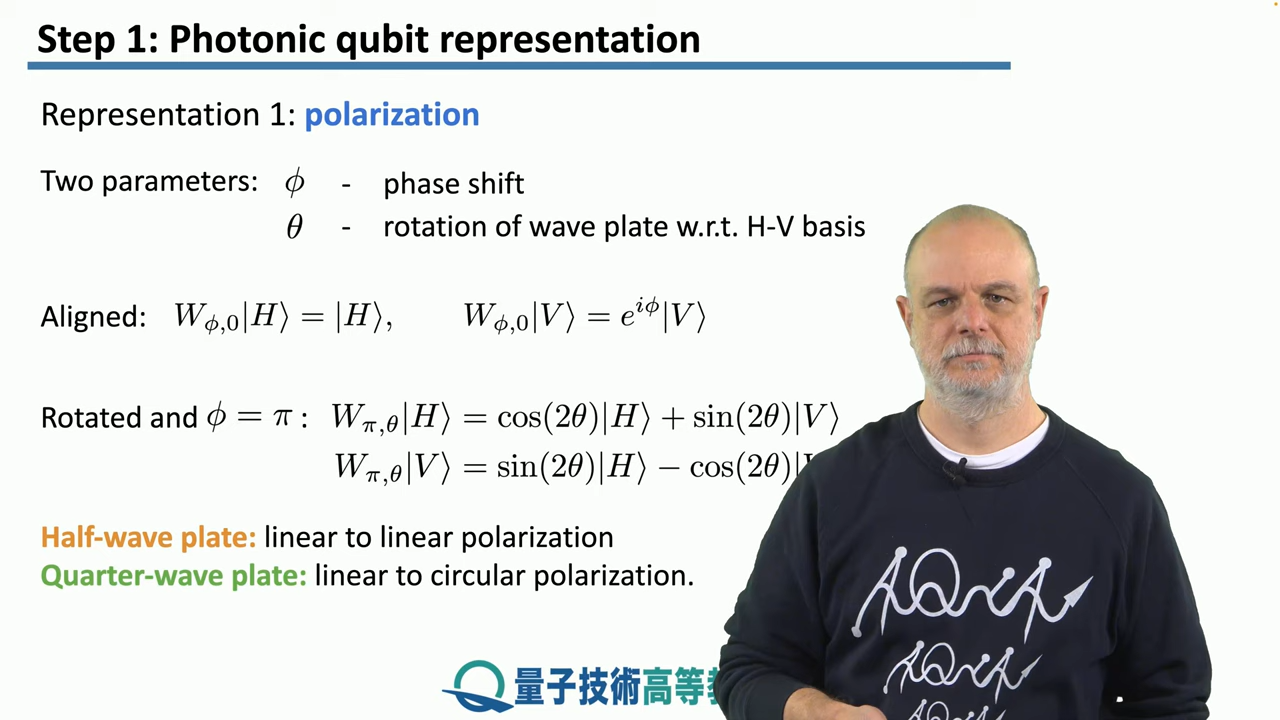 Step 1: Photonic qubit representation
Representation 1: polarization
Two parameters: ϕ - phase shift
θ - rotation of wave plate w.r.t. H-V basis
Aligned: W_{ϕ,0}|H⟩ = |H⟩, W_{ϕ,0}|V⟩ = e^{iϕ}|V⟩
Rotated and ϕ = π : W_{π,θ}|H⟩ = cos(2θ)|H⟩ + sin(2θ)|V⟩
W_{π,θ}|V⟩ = sin(2θ)|H⟩ − cos(2θ)|
Half-wave plate: linear to linear polarization
Quarter-wave plate: linear to circular polarization.
量子技術高等